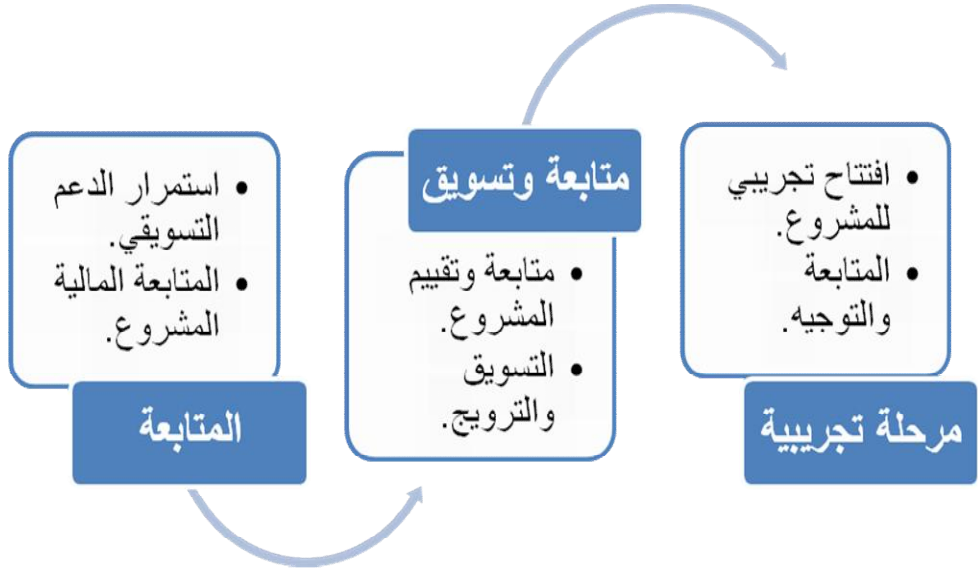 افتتاح تجريبي
للمشروع.
المتابعة
والتوجيه.
مرحلة تجريبية
متابعة وتسويق
متابعة وتقييم
المشروع.
التسويق
والترويج.
استمرار الدعم
التسويقي.
المتابعة المالية
المشروع.
المتابعة